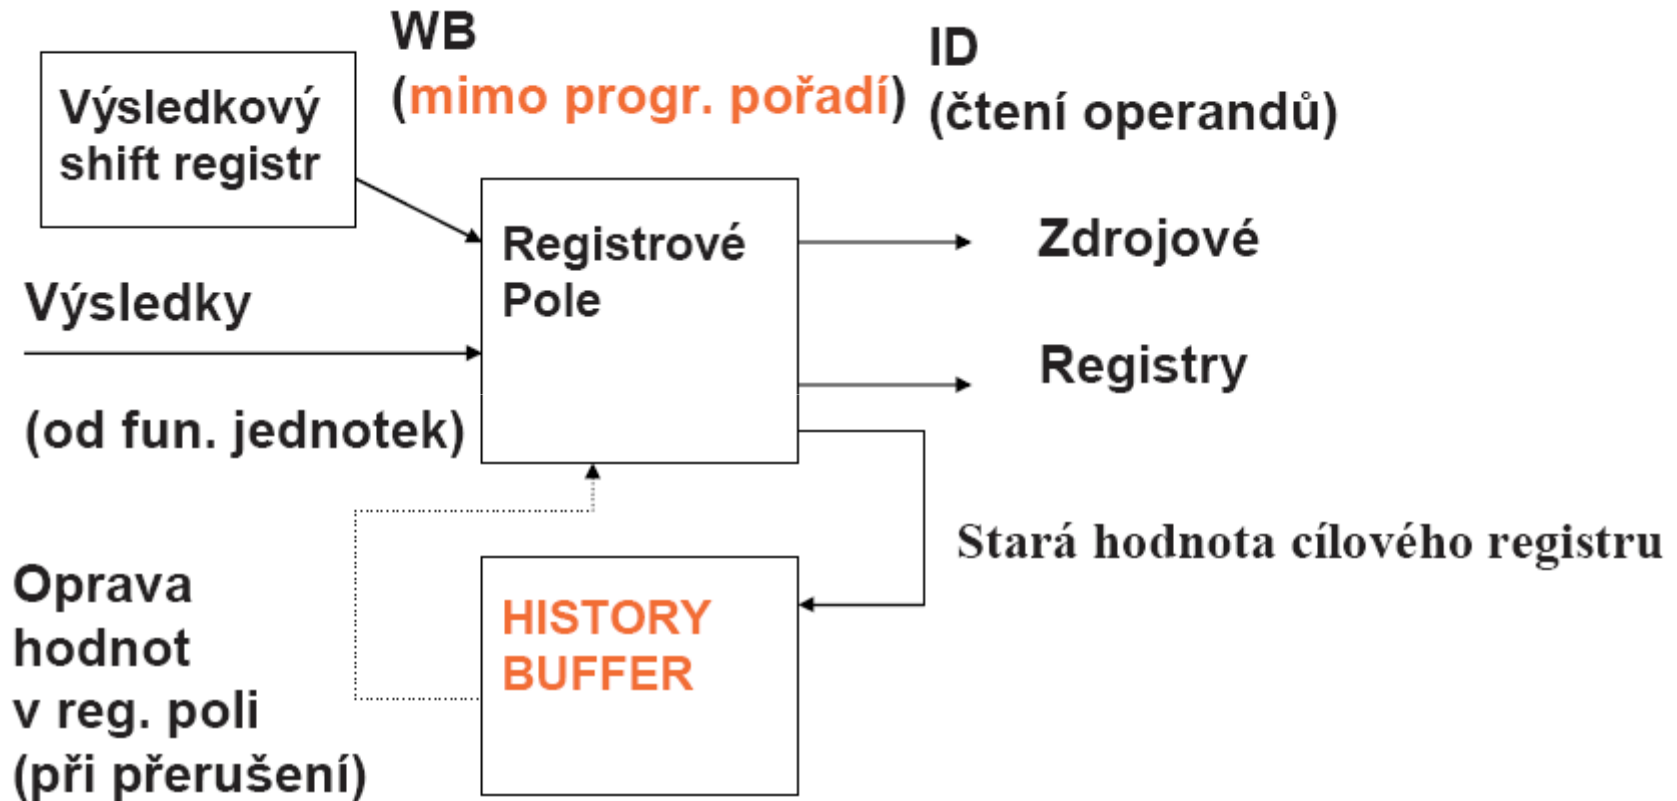 WB
(mimo progr. pořadí)
ID
(čtení operandů)
Výsledkový
shift registr
Registrové
Pole
Zdrojové
Výsledky
Registry
(od fun. jednotek)
Stará hodnota cílového registru
Oprava
hodnot
v reg. poli
(při přerušení)
HISTORY
BUFFER